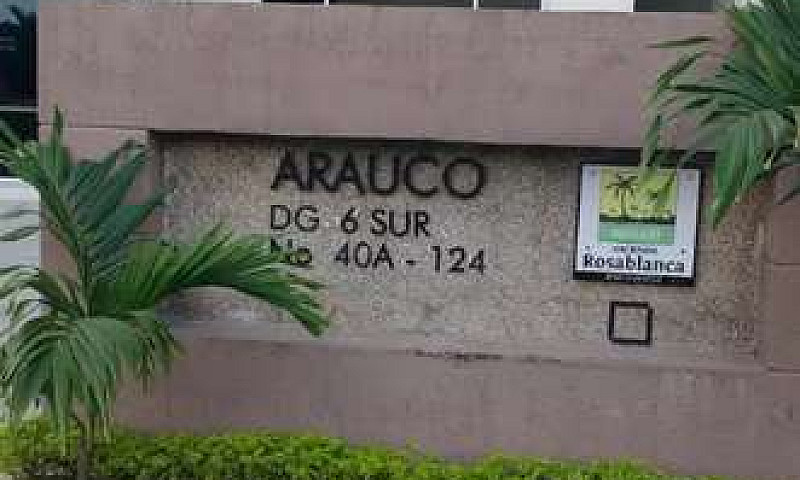 ARAUCO
DG 6 SUR
No 40A - 124
Rosablanca